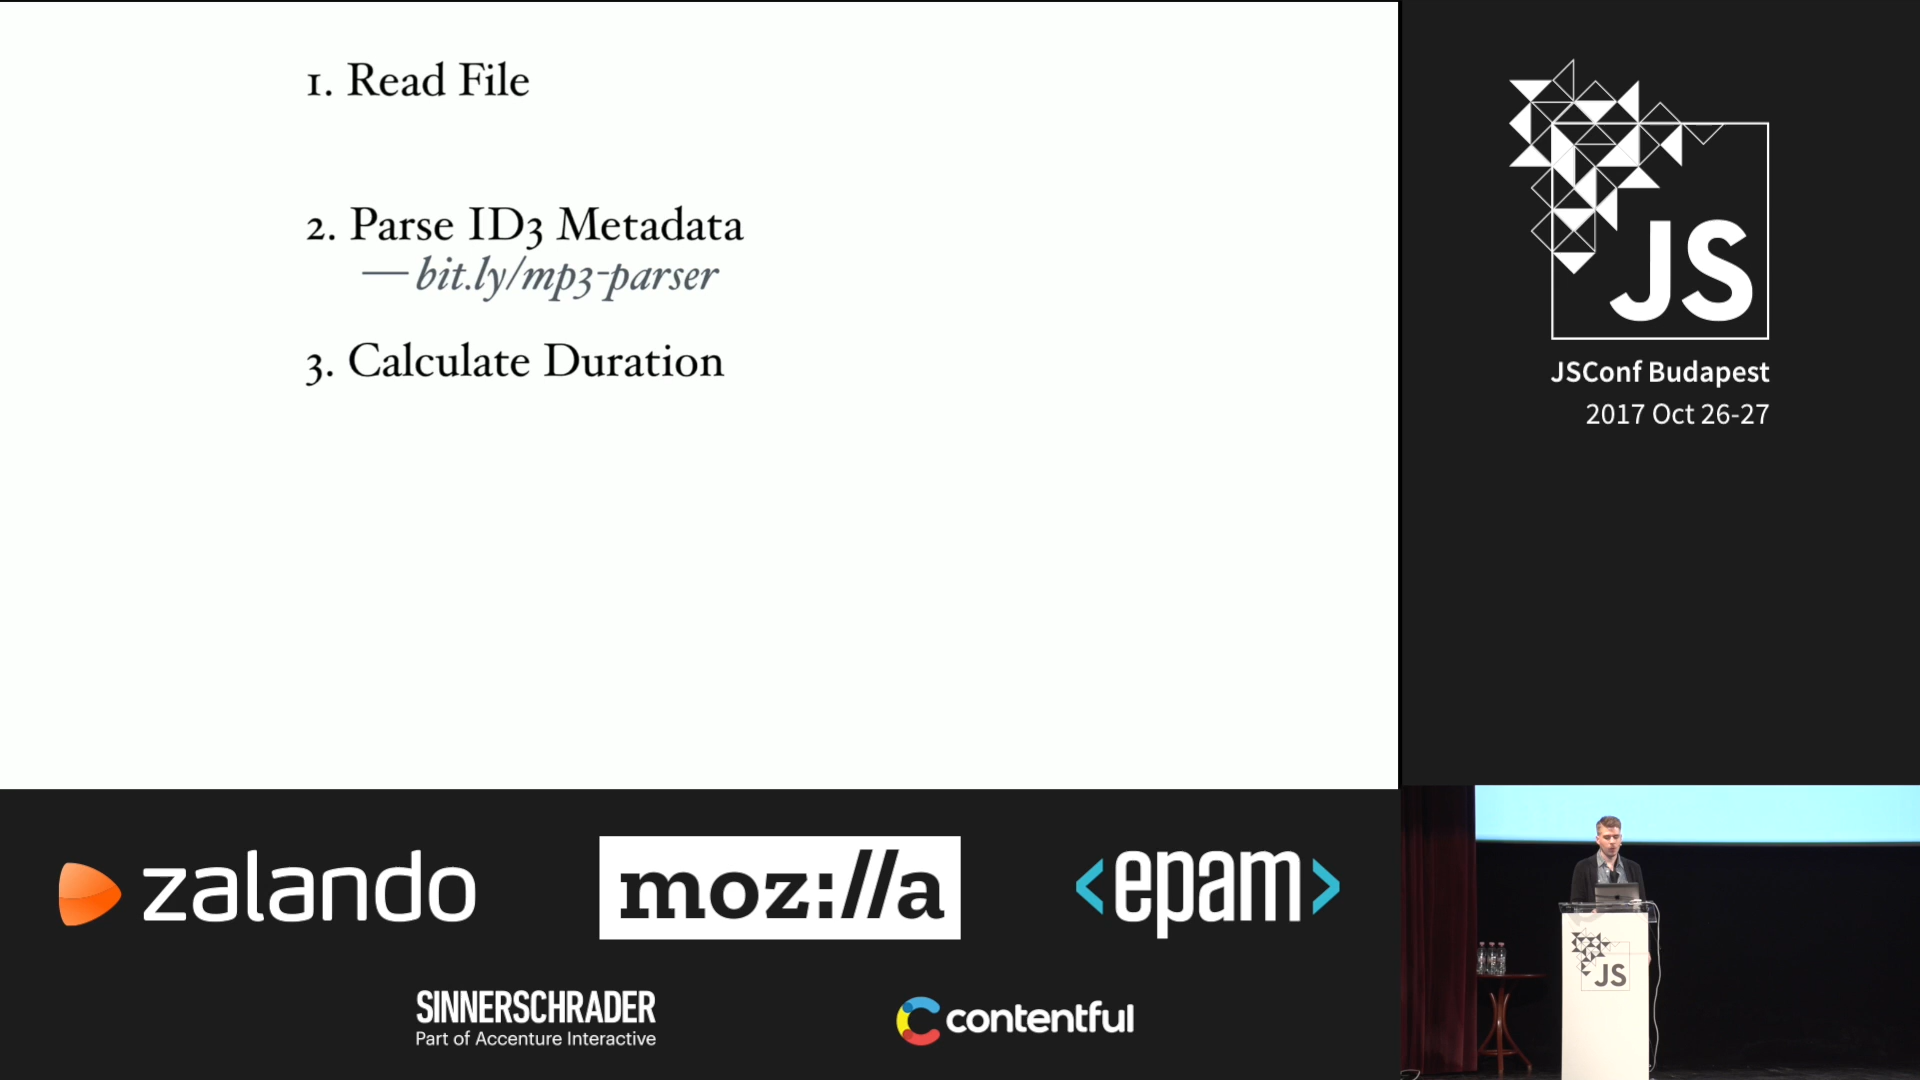 1. Read File
2. Parse ID3 Metadata
— bit.ly/mp3-parser
3. Calculate Duration
JS
JSConf Budapest
2017 Oct 26-27
zalando
moz://a
<epam>
SINNERSCHRADER
Part of Accenture Interactive
contentful
JS